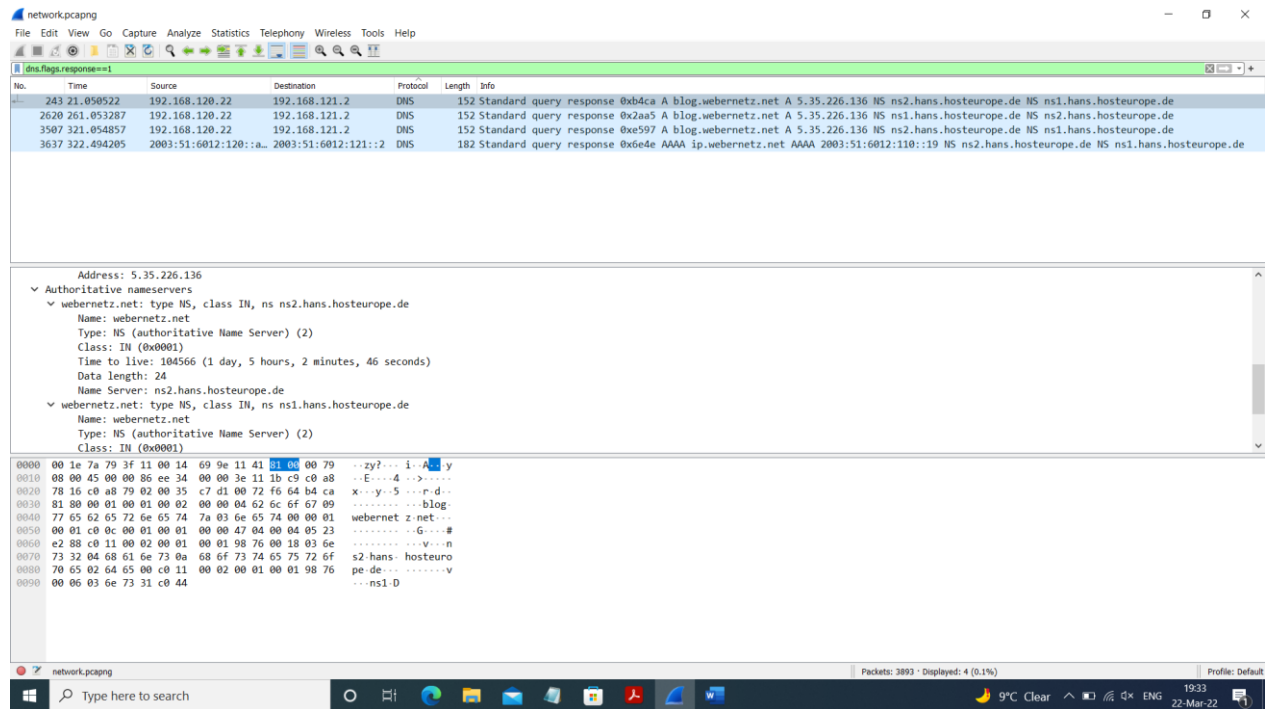 network.pcapng
File Edit View Go Capture Analyze Statistics Telephony Wireless Tools Help
dns.flags.response==1
No. Time Source Destination Protocol Length Info
243 21.050522 192.168.120.22 192.168.121.2 DNS 152 Standard query response 0xb4ca A blog.webernetz.net A 5.35.226.136 NS ns2.hans.hosteurope.de NS ns1.hans.hosteurope.de
2620 261.053287 192.168.120.22 192.168.121.2 DNS 152 Standard query response 0x2aa5 A blog.webernetz.net A 5.35.226.136 NS ns1.hans.hosteurope.de NS ns2.hans.hosteurope.de
3507 321.054857 192.168.120.22 192.168.121.2 DNS 152 Standard query response 0xe597 A blog.webernetz.net A 5.35.226.136 NS ns2.hans.hosteurope.de NS ns1.hans.hosteurope.de
3637 322.494205 2003:51:6012:120::a… 2003:51:6012:121::2 DNS 182 Standard query response 0x6e4e AAAA ip.webernetz.net AAAA 2003:51:6012:110::19 NS ns2.hans.hosteurope.de NS ns1.hans.hosteurope.de
Address: 5.35.226.136
Authoritative nameservers
webernetz.net: type NS, class IN, ns ns2.hans.hosteurope.de
Name: webernetz.net
Type: NS (authoritative Name Server) (2)
Class: IN (0x0001)
Time to live: 104566 (1 day, 5 hours, 2 minutes, 46 seconds)
Data length: 24
Name Server: ns2.hans.hosteurope.de
webernetz.net: type NS, class IN, ns ns1.hans.hosteurope.de
Name: webernetz.net
Type: NS (authoritative Name Server) (2)
Class: IN (0x0001)
0000 00 1e 7a 79 3f 11 00 14 69 9e 11 41 81 00 00 79 ··zy?··· i··A···y
0010 08 00 45 00 00 86 ee 34 00 00 3e 11 1b c9 c0 a8 ··E····4 ··>·····
0020 78 16 c0 a8 79 02 00 35 c7 d1 00 72 f6 64 b4 ca x···y··5 ···r·d··
0030 81 80 00 01 00 01 00 02 00 00 04 62 6c 6f 67 09 ········ ···blog·
0040 77 65 62 65 72 6e 65 74 7a 03 6e 65 74 00 00 01 webernet z·net···
0050 00 01 c0 0c 00 01 00 01 00 00 47 04 00 04 05 23 ········ ··G····#
0060 e2 88 c0 11 00 02 00 01 00 01 98 76 00 18 03 6e ········ ···v···n
0070 73 32 04 68 61 6e 73 0a 68 6f 73 74 65 75 72 6f s2·hans· hosteuro
0080 70 65 02 64 65 00 c0 11 00 02 00 01 00 01 98 76 pe·de··· ·······v
0090 00 06 03 6e 73 31 c0 44 ···ns1·D
network.pcapng Packets: 3893 · Displayed: 4 (0.1%) Profile: Default
Type here to search 9°C Clear ENG 19:33
22-Mar-22